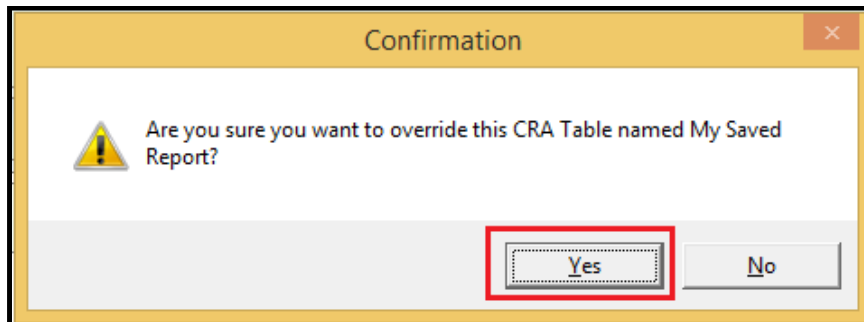 Confirmation
Are you sure you want to override this CRA Table named My Saved
Report?
Yes
No